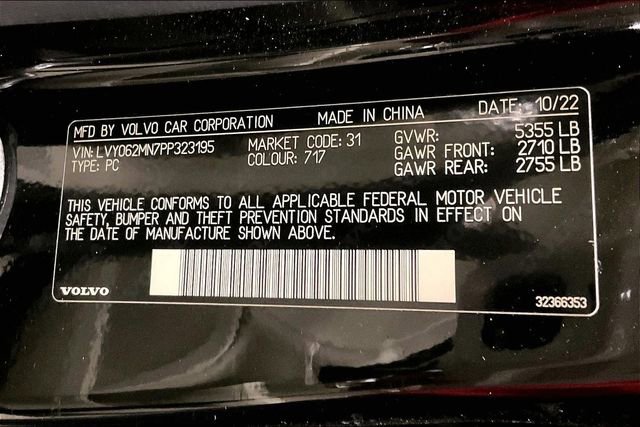 MFD BY VOLVO CAR CORPORATION MADE IN CHINA DATE: 10/22
VIN: LVY062MN7PP323195 MARKET CODE: 31 GVWR: 5355 LB
TYPE: PC COLOUR: 717 GAWR FRONT: 2710 LB
GAWR REAR: 2755 LB
THIS VEHICLE CONFORMS TO ALL APPLICABLE FEDERAL MOTOR VEHICLE
SAFETY, BUMPER AND THEFT PREVENTION STANDARDS IN EFFECT ON
THE DATE OF MANUFACTURE SHOWN ABOVE.
VOLVO 32366353